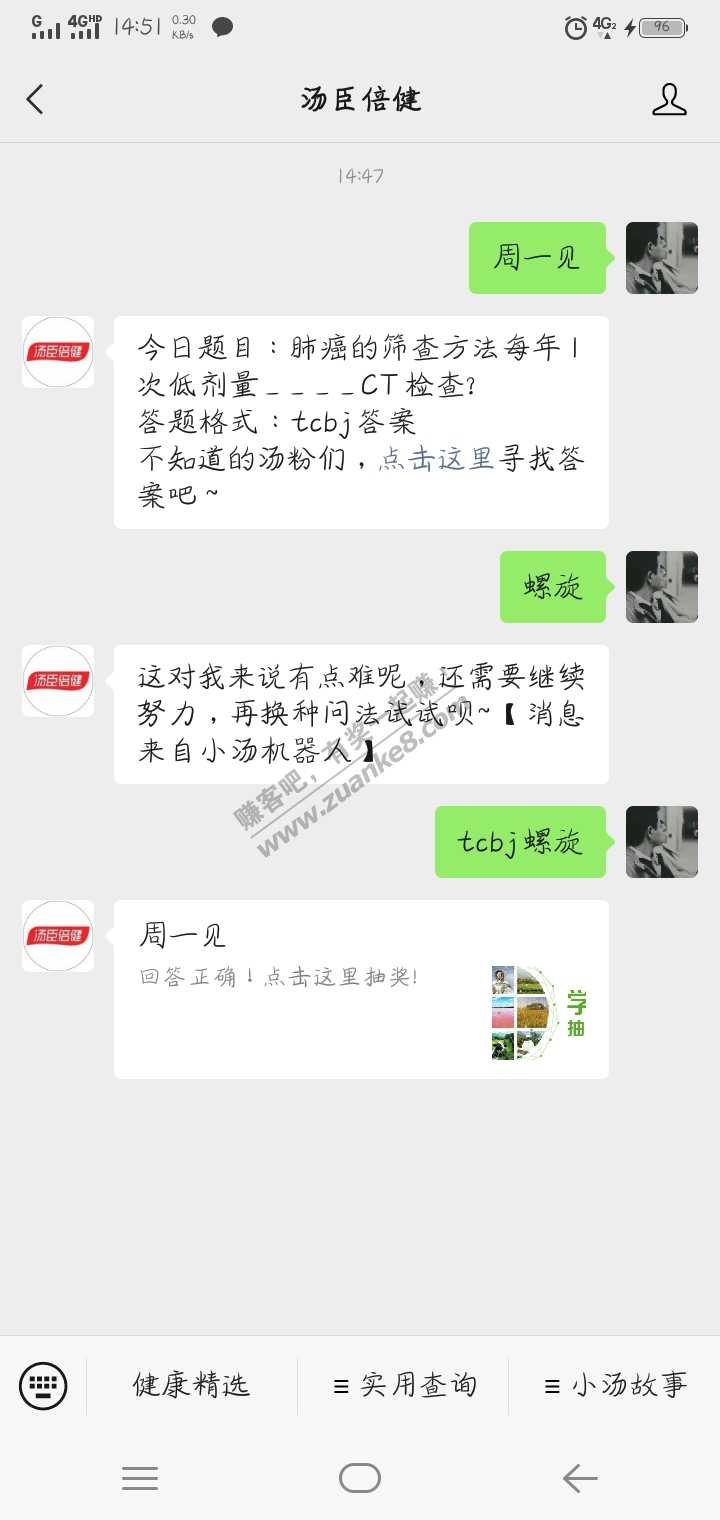 G 4GHD 14:51 0.30 KB/s 4G2 96
汤臣倍健
14:47
周一见
汤臣倍健
今日题目：肺癌的筛查方法每年1
次低剂量____CT检查?
答题格式：tcbj答案
不知道的汤粉们，点击这里寻找答
案吧~
螺旋
汤臣倍健
这对我来说有点难呢，还需要继续
努力，再换种问法试试呗~【消息
来自小汤机器人】
赚客吧，有奖一起赚！
www.zuanke8.com
tcbj螺旋
汤臣倍健
周一见
回答正确！点击这里抽奖!
学
抽
健康精选
实用查询
小汤故事